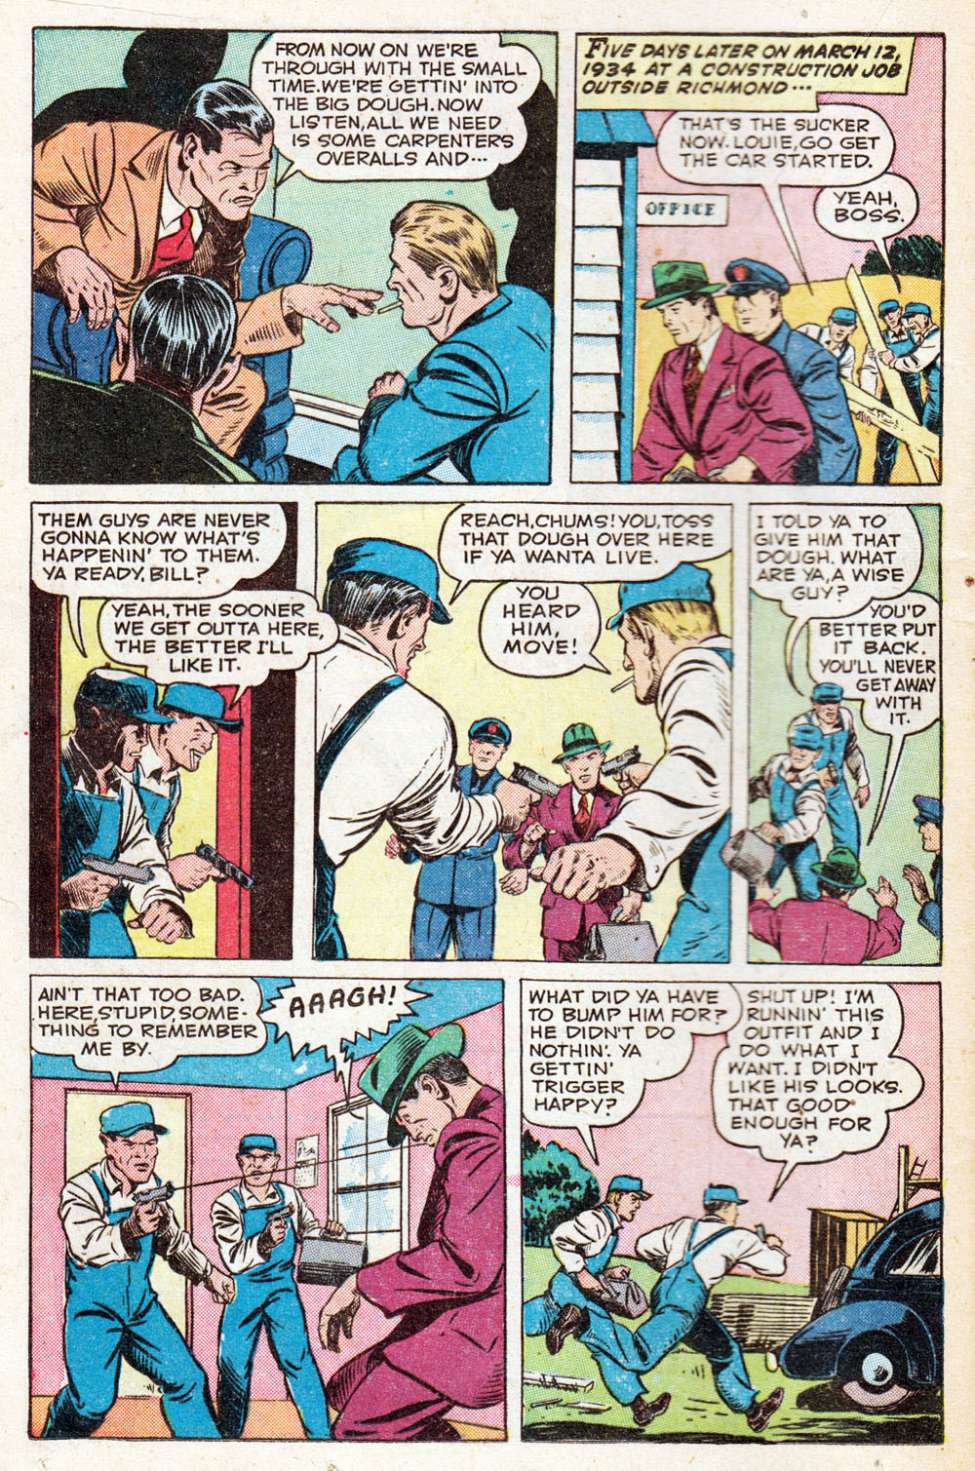 FROM NOW ON WE'RE
THROUGH WITH THE SMALL
TIME. WE'RE GETTIN' INTO
THE BIG DOUGH. NOW
LISTEN, ALL WE NEED
IS SOME CARPENTERS
OVERALLS AND...
FIVE DAYS LATER ON MARCH 12,
1934 AT A CONSTRUCTION JOB
OUTSIDE RICHMOND...
THAT'S THE SUCKER
NOW. LOUIE, GO GET
THE CAR STARTED.
YEAH,
BOSS.
OFFICE
THEM GUYS ARE NEVER
GONNA KNOW WHAT'S
HAPPENIN' TO THEM.
YA READY, BILL?
YEAH, THE SOONER
WE GET OUTTA HERE,
THE BETTER I'LL
LIKE IT.
REACH, CHUMS! YOU, TOSS
THAT DOUGH OVER HERE
IF YA WANTA LIVE.
YOU
HEARD
HIM,
MOVE!
I TOLD YA TO
GIVE HIM THAT
DOUGH. WHAT
ARE YA, A WISE
GUY?
YOU'D
BETTER PUT
IT BACK.
YOU'LL NEVER
GET AWAY
WITH
IT.
AIN'T THAT TOO BAD.
HERE, STUPID, SOME-
THING TO REMEMBER
ME BY.
AAAGH!
WHAT DID YA HAVE
TO BUMP HIM FOR?
HE DIDN'T DO
NOTHIN'. YA
GETTIN'
TRIGGER
HAPPY?
SHUT UP! I'M
RUNNIN' THIS
OUTFIT AND I
DO WHAT I
WANT. I DIDN'T
LIKE HIS LOOKS.
THAT GOOD
ENOUGH FOR
YA?